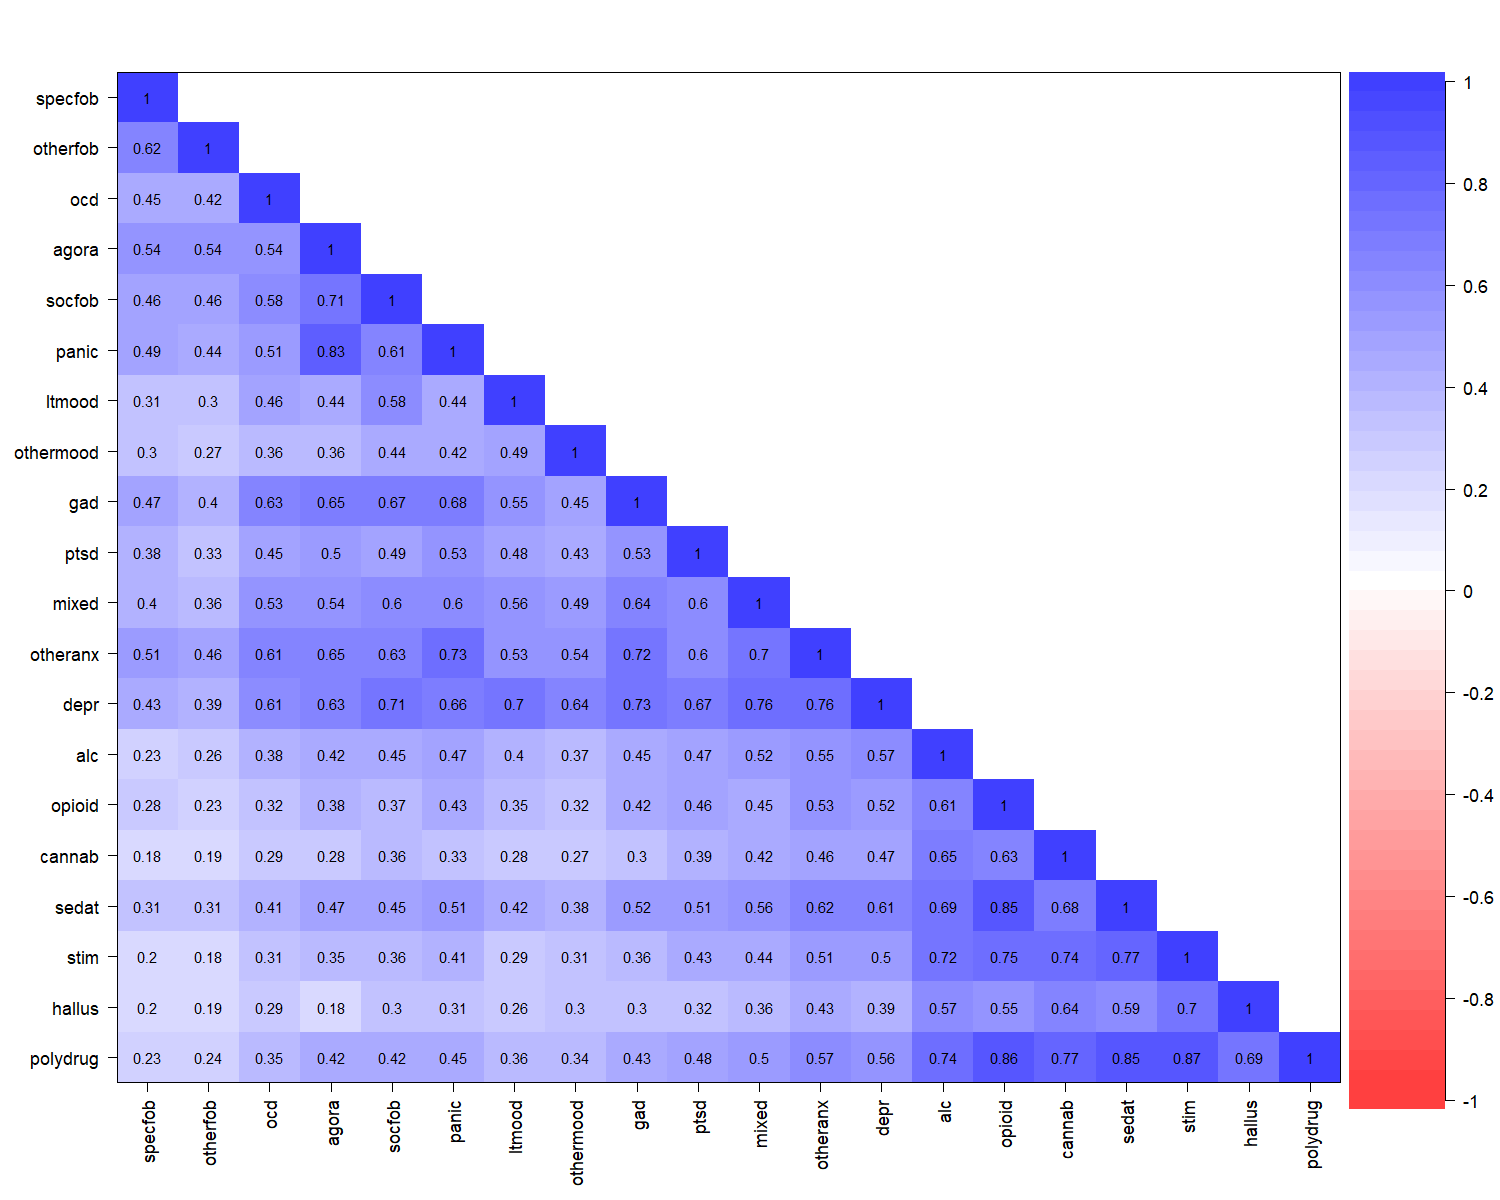 specfob 1
otherfob 0.62 1
ocd 0.45 0.42 1
agora 0.54 0.54 0.54 1
socfob 0.46 0.46 0.58 0.71 1
panic 0.49 0.44 0.51 0.83 0.61 1
ltmood 0.31 0.3 0.46 0.44 0.58 0.44 1
othermood 0.3 0.27 0.36 0.36 0.44 0.42 0.49 1
gad 0.47 0.4 0.63 0.65 0.67 0.68 0.55 0.45 1
ptsd 0.38 0.33 0.45 0.5 0.49 0.53 0.48 0.43 0.53 1
mixed 0.4 0.36 0.53 0.54 0.6 0.6 0.56 0.49 0.64 0.6 1
otheranx 0.51 0.46 0.61 0.65 0.63 0.73 0.53 0.54 0.72 0.6 0.7 1
depr 0.43 0.39 0.61 0.63 0.71 0.66 0.7 0.64 0.73 0.67 0.76 0.76 1
alc 0.23 0.26 0.38 0.42 0.45 0.47 0.4 0.37 0.45 0.47 0.52 0.55 0.57 1
opioid 0.28 0.23 0.32 0.38 0.37 0.43 0.35 0.32 0.42 0.46 0.45 0.53 0.52 0.61 1
cannab 0.18 0.19 0.29 0.28 0.36 0.33 0.28 0.27 0.3 0.39 0.42 0.46 0.47 0.65 0.63 1
sedat 0.31 0.31 0.41 0.47 0.45 0.51 0.42 0.38 0.52 0.51 0.56 0.62 0.61 0.69 0.85 0.68 1
stim 0.2 0.18 0.31 0.35 0.36 0.41 0.29 0.31 0.36 0.43 0.44 0.51 0.5 0.72 0.75 0.74 0.77 1
hallus 0.2 0.19 0.29 0.18 0.3 0.31 0.26 0.3 0.3 0.32 0.36 0.43 0.39 0.57 0.55 0.64 0.59 0.7 1
polydrug 0.23 0.24 0.35 0.42 0.42 0.45 0.36 0.34 0.43 0.48 0.5 0.57 0.56 0.74 0.86 0.77 0.85 0.87 0.69 1
specfob otherfob ocd agora socfob panic ltmood othermood gad ptsd mixed otheranx depr alc opioid cannab sedat stim hallus polydrug
1
0.8
0.6
0.4
0.2
0
-0.2
-0.4
-0.6
-0.8
-1